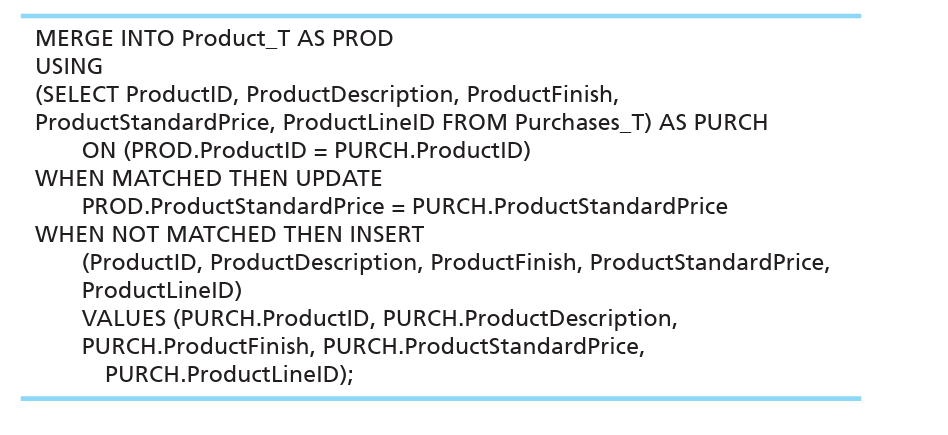 MERGE INTO Product_T AS PROD
USING
(SELECT ProductID, ProductDescription, ProductFinish,
ProductStandardPrice, ProductLineID FROM Purchases_T) AS PURCH
ON (PROD.ProductID = PURCH.ProductID)
WHEN MATCHED THEN UPDATE
PROD.ProductStandardPrice = PURCH.ProductStandardPrice
WHEN NOT MATCHED THEN INSERT
(ProductID, ProductDescription, ProductFinish, ProductStandardPrice,
ProductLineID)
VALUES (PURCH.ProductID, PURCH.ProductDescription,
PURCH.ProductFinish, PURCH.ProductStandardPrice,
PURCH.ProductLineID);